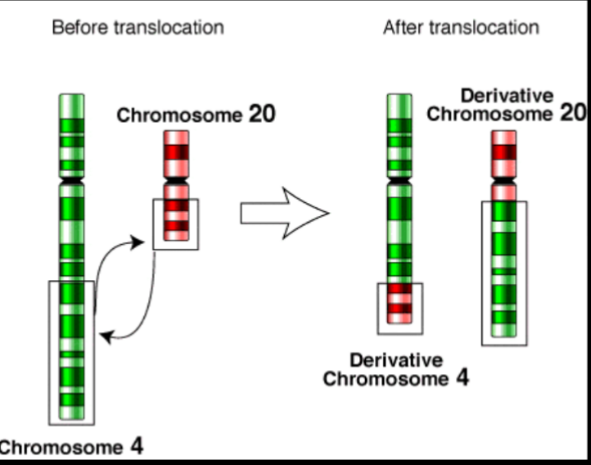 Before translocation
After translocation
Chromosome 20
Derivative
Chromosome 20
Derivative
Chromosome 4
Chromosome 4